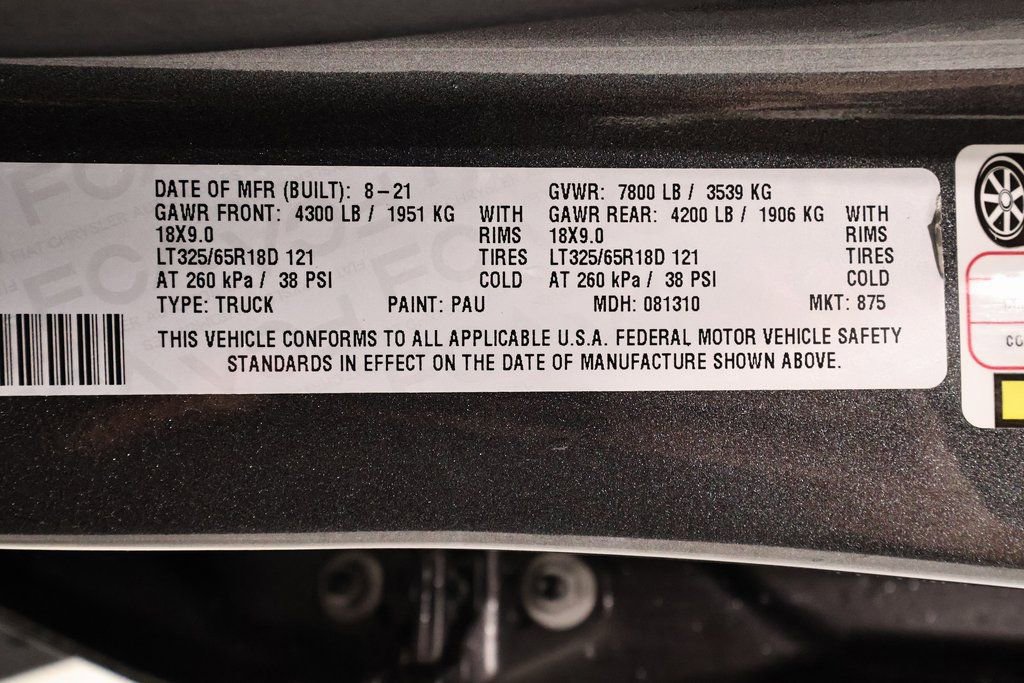 DATE OF MFR (BUILT): 8-21 GVWR: 7800 LB / 3539 KG
GAWR FRONT: 4300 LB / 1951 KG WITH GAWR REAR: 4200 LB / 1906 KG WITH
18X9.0 RIMS 18X9.0 RIMS
LT325/65R18D 121 TIRES LT325/65R18D 121 TIRES
AT 260 kPa / 38 PSI COLD AT 260 kPa / 38 PSI COLD
TYPE: TRUCK PAINT: PAU MDH: 081310 MKT: 875
THIS VEHICLE CONFORMS TO ALL APPLICABLE U.S.A. FEDERAL MOTOR VEHICLE SAFETY
STANDARDS IN EFFECT ON THE DATE OF MANUFACTURE SHOWN ABOVE.